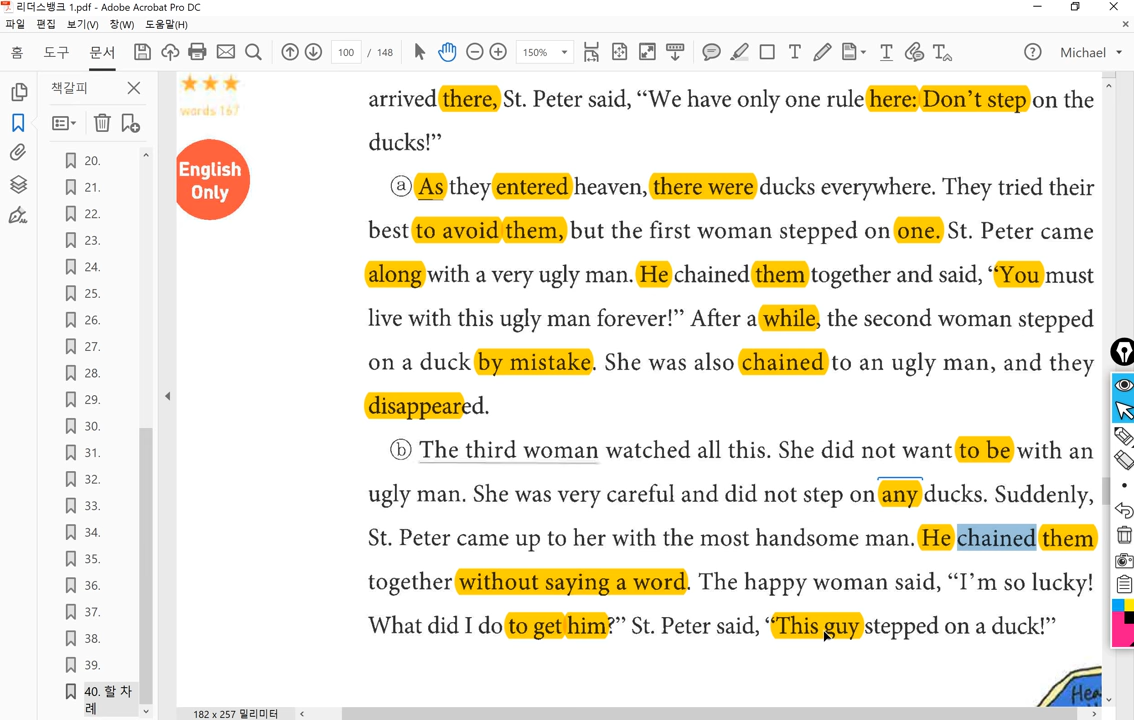 리더스뱅크 1.pdf - Adobe Acrobat Pro DC
파일 편집 보기(V) 창(W) 도움말(H)
홈 도구 문서 100 / 148 150% Michael
책갈피
20.
21.
22.
23.
24.
25.
26.
27.
28.
29.
30.
31.
32.
33.
34.
35.
36.
37.
38.
39.
40. 할 차
례
words 167
English
Only
arrived there, St. Peter said, “We have only one rule here: Don’t step on the
ducks!”
ⓐ As they entered heaven, there were ducks everywhere. They tried their
best to avoid them, but the first woman stepped on one. St. Peter came
along with a very ugly man. He chained them together and said, “You must
live with this ugly man forever!” After a while, the second woman stepped
on a duck by mistake. She was also chained to an ugly man, and they
disappeared.
ⓑ The third woman watched all this. She did not want to be with an
ugly man. She was very careful and did not step on any ducks. Suddenly,
St. Peter came up to her with the most handsome man. He chained them
together without saying a word. The happy woman said, “I’m so lucky!
What did I do to get him?” St. Peter said, “This guy stepped on a duck!”
Hea
182 x 257 밀리미터